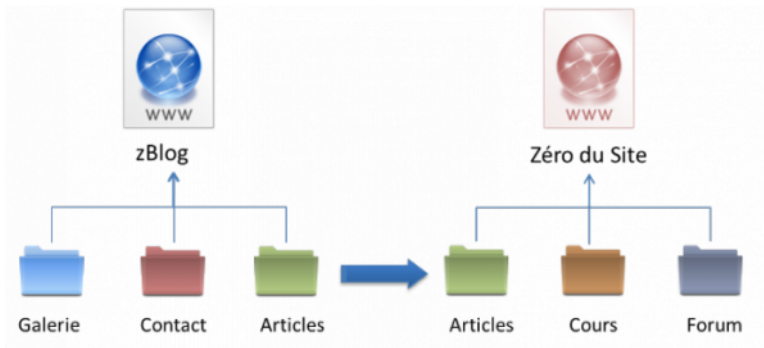 WWW
WWW
zBlog
Zéro du Site
Galerie
Contact
Articles
Articles
Cours
Forum